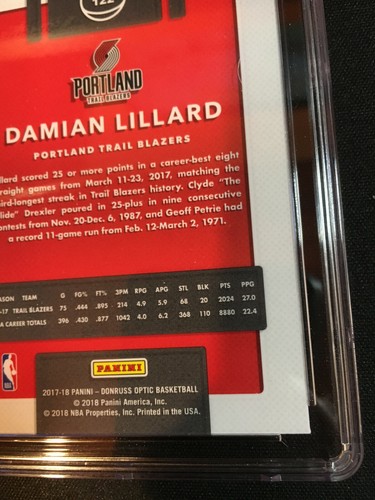 122
PORTLAND
TRAIL BLAZERS
DAMIAN LILLARD
PORTLAND TRAIL BLAZERS
llard scored 25 or more points in a career-best eight
raight games from March 11-23, 2017, matching the
ird-longest streak in Trail Blazers history. Clyde "The
lide" Drexler poured in 25-plus in nine consecutive
ontests from Nov. 20-Dec. 6, 1987, and Geoff Petrie had
a record 11-game run from Feb. 12-March 2, 1971.
ASON TEAM G FG% FT% 3PM RPG APG STL BLK PTS PPG
-17 TRAIL BLAZERS 75 .444 .895 214 4.9 5.9 68 20 2024 27.0
A CAREER TOTALS 396 .430 .877 1042 4.0 6.2 368 110 8880 22.4
PANINI
2017-18 PANINI – DONRUSS OPTIC BASKETBALL
© 2018 Panini America, Inc.
© 2018 NBA Properties, Inc. Printed in the USA.
NBA